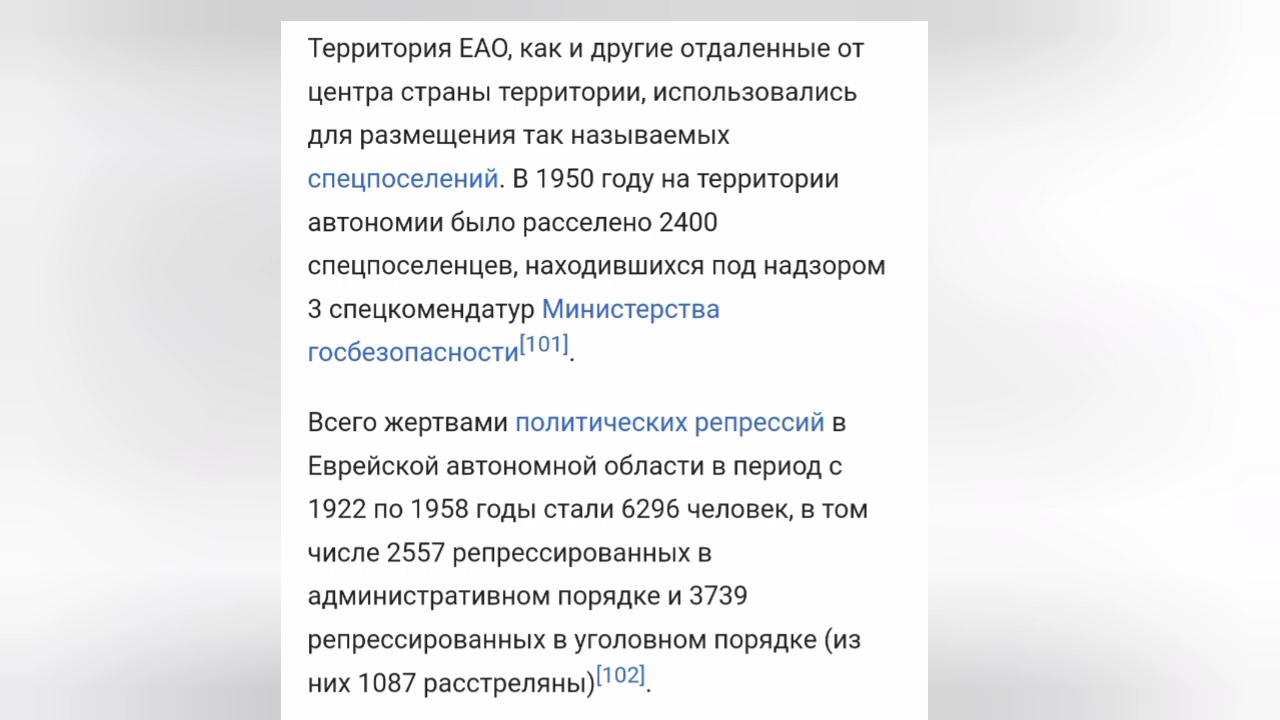 Территория ЕАО, как и другие отдаленные от
центра страны территории, использовались
для размещения так называемых
спецпоселений. В 1950 году на территории
автономии было расселено 2400
спецпоселенцев, находившихся под надзором
3 спецкомендатур Министерства
госбезопасности[101].
Всего жертвами политических репрессий в
Еврейской автономной области в период с
1922 по 1958 годы стали 6296 человек, в том
числе 2557 репрессированных в
административном порядке и 3739
репрессированных в уголовном порядке (из
них 1087 расстреляны)[102].